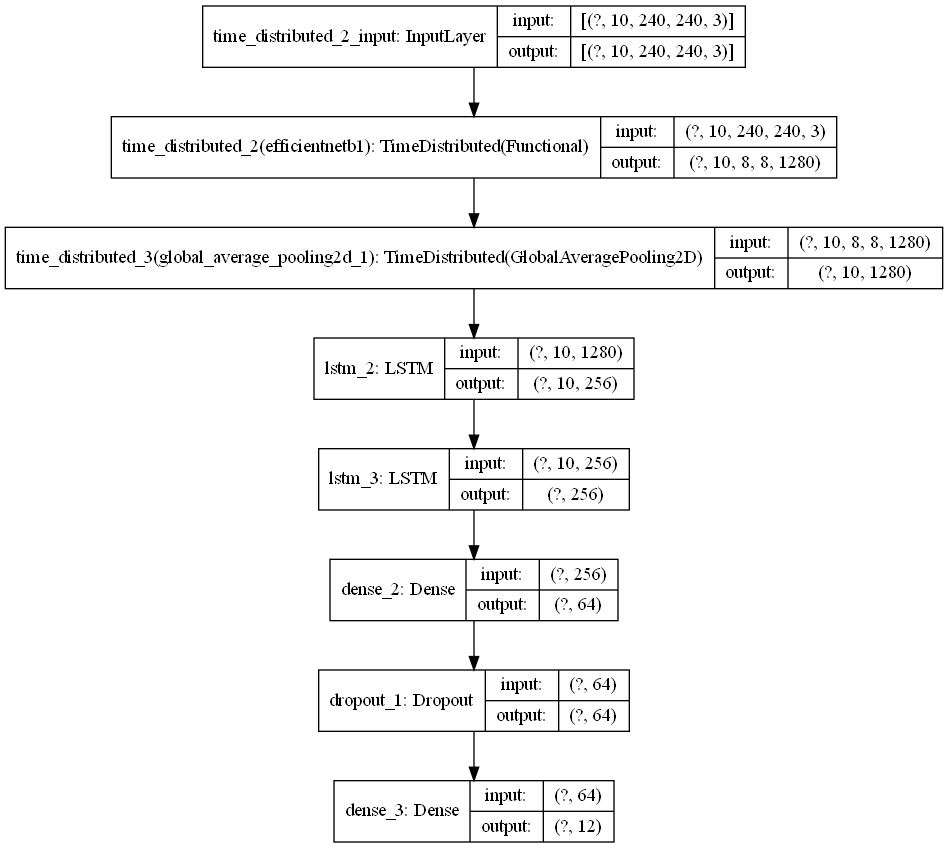 time_distributed_2_input: InputLayer
input: [(?, 10, 240, 240, 3)]
output: [(?, 10, 240, 240, 3)]
time_distributed_2(efficientnetb1): TimeDistributed(Functional)
input: (?, 10, 240, 240, 3)
output: (?, 10, 8, 8, 1280)
time_distributed_3(global_average_pooling2d_1): TimeDistributed(GlobalAveragePooling2D)
input: (?, 10, 8, 8, 1280)
output: (?, 10, 1280)
lstm_2: LSTM
input: (?, 10, 1280)
output: (?, 10, 256)
lstm_3: LSTM
input: (?, 10, 256)
output: (?, 256)
dense_2: Dense
input: (?, 256)
output: (?, 64)
dropout_1: Dropout
input: (?, 64)
output: (?, 64)
dense_3: Dense
input: (?, 64)
output: (?, 12)